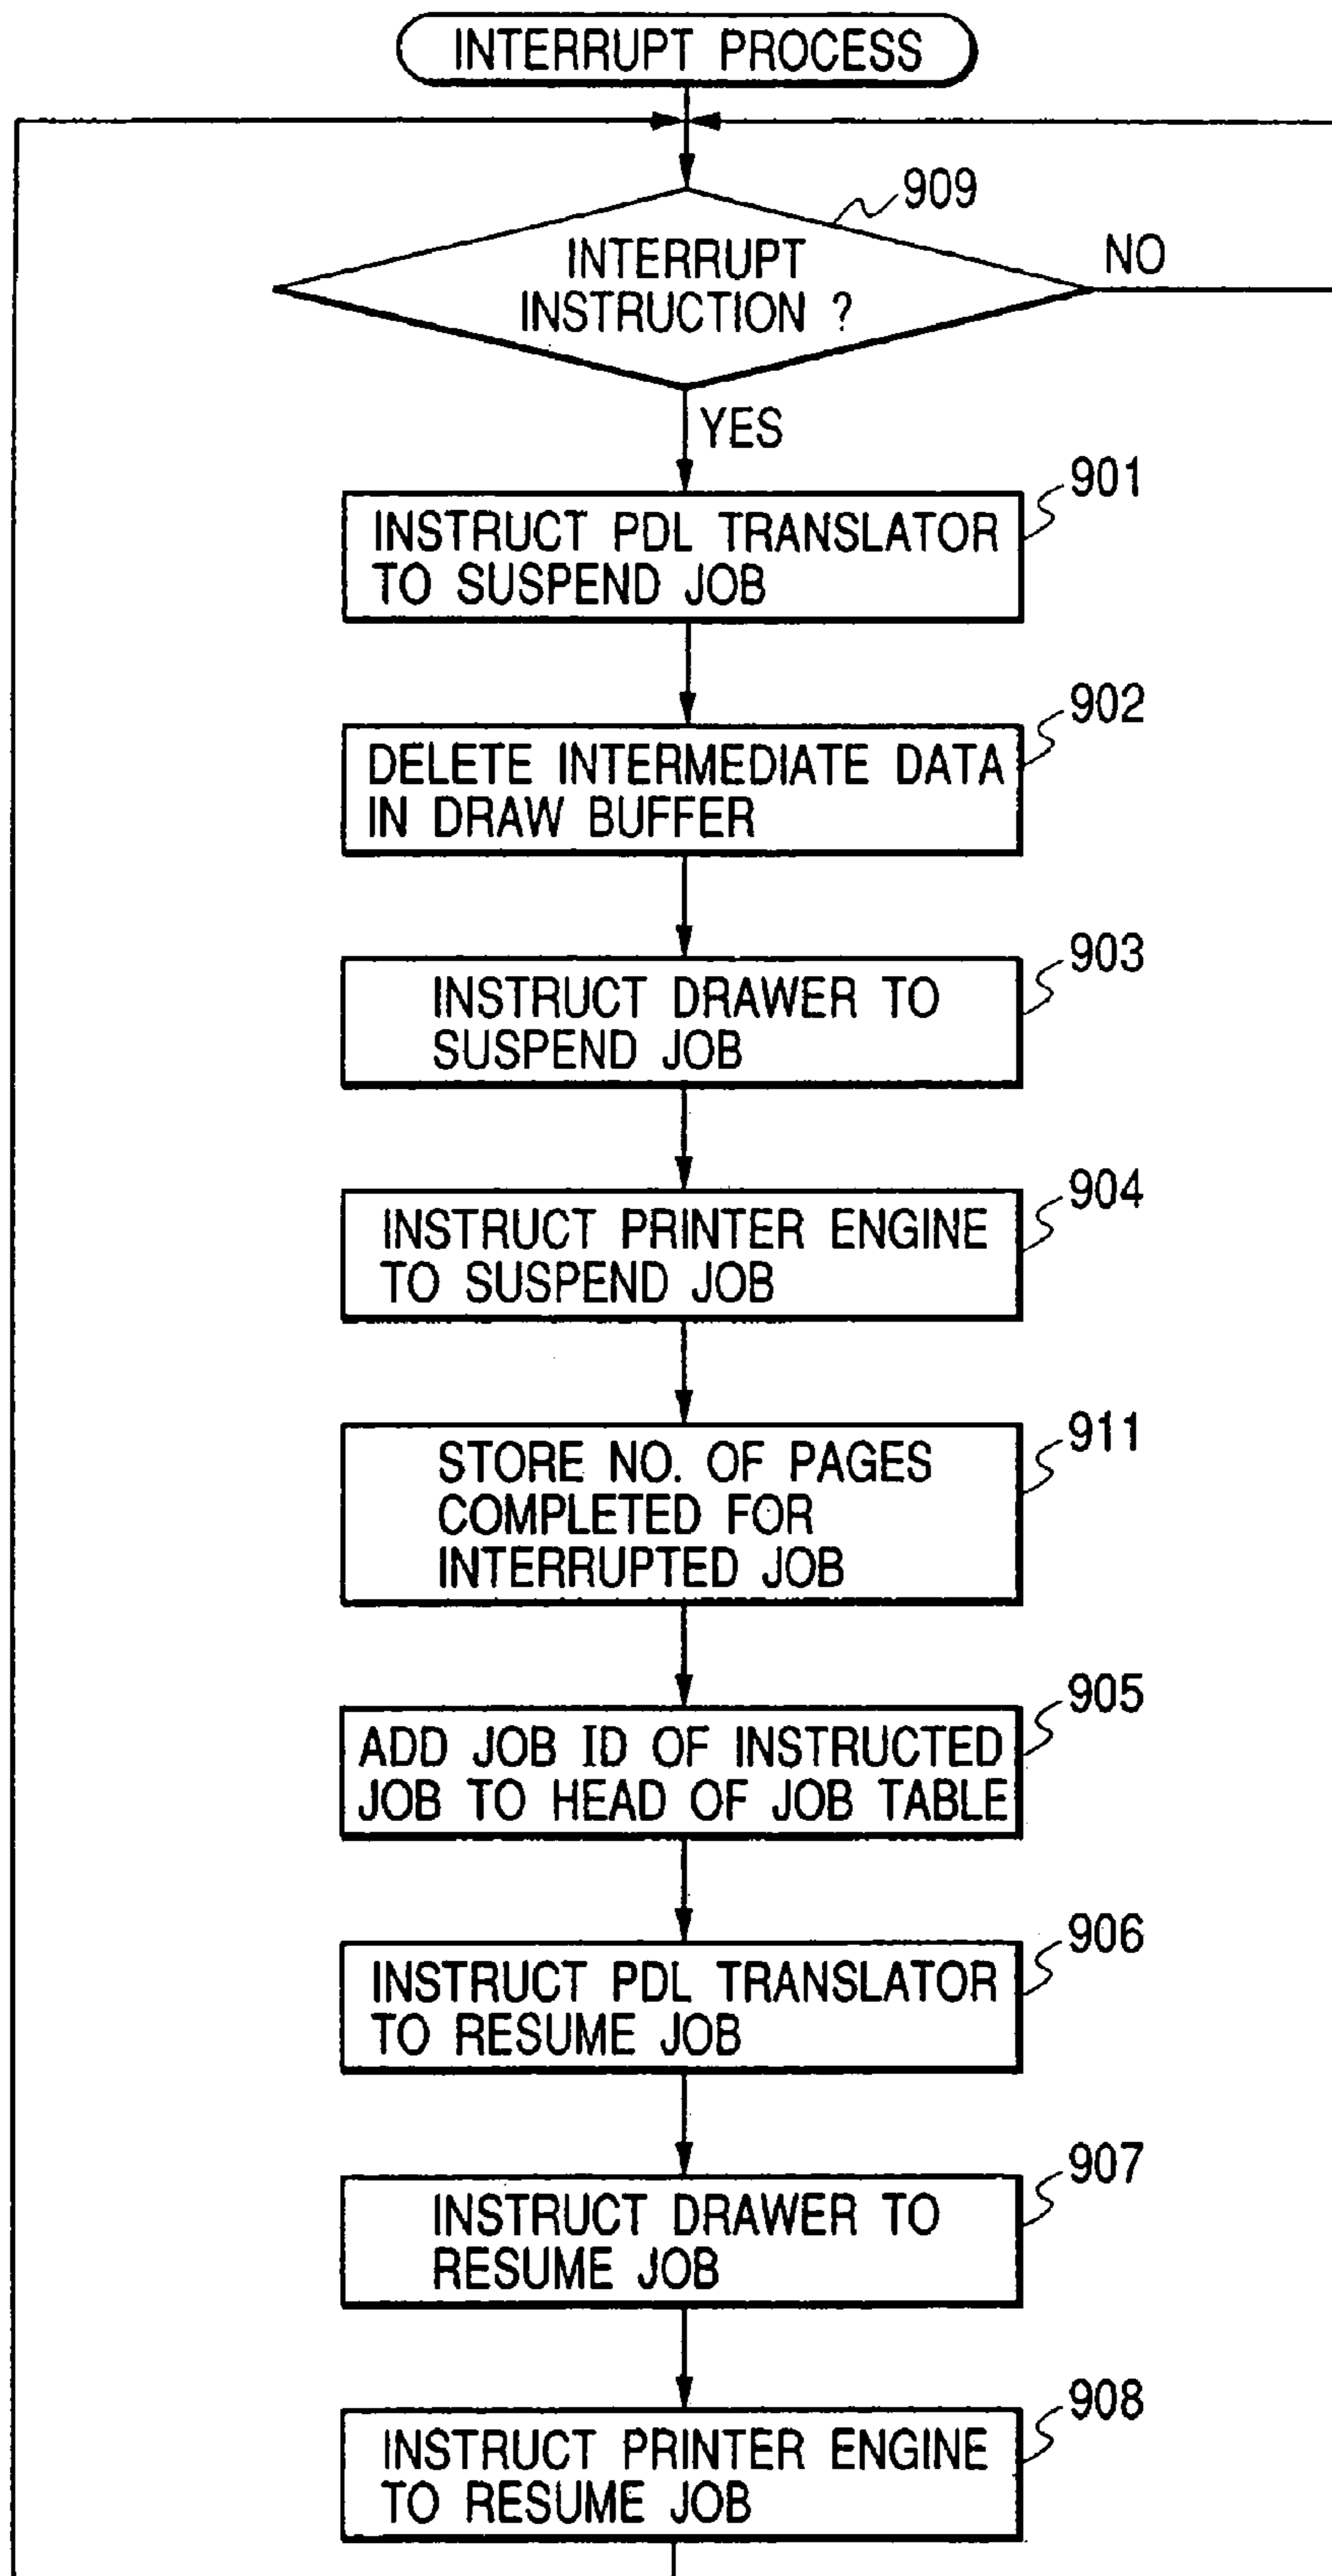 INTERRUPT PROCESS
909
INTERRUPT
INSTRUCTION ?
NO
YES
901
INSTRUCT PDL TRANSLATOR
TO SUSPEND JOB
902
DELETE INTERMEDIATE DATA
IN DRAW BUFFER
903
INSTRUCT DRAWER TO
SUSPEND JOB
904
INSTRUCT PRINTER ENGINE
TO SUSPEND JOB
911
STORE NO. OF PAGES
COMPLETED FOR
INTERRUPTED JOB
905
ADD JOB ID OF INSTRUCTED
JOB TO HEAD OF JOB TABLE
906
INSTRUCT PDL TRANSLATOR
TO RESUME JOB
907
INSTRUCT DRAWER TO
RESUME JOB
908
INSTRUCT PRINTER ENGINE
TO RESUME JOB